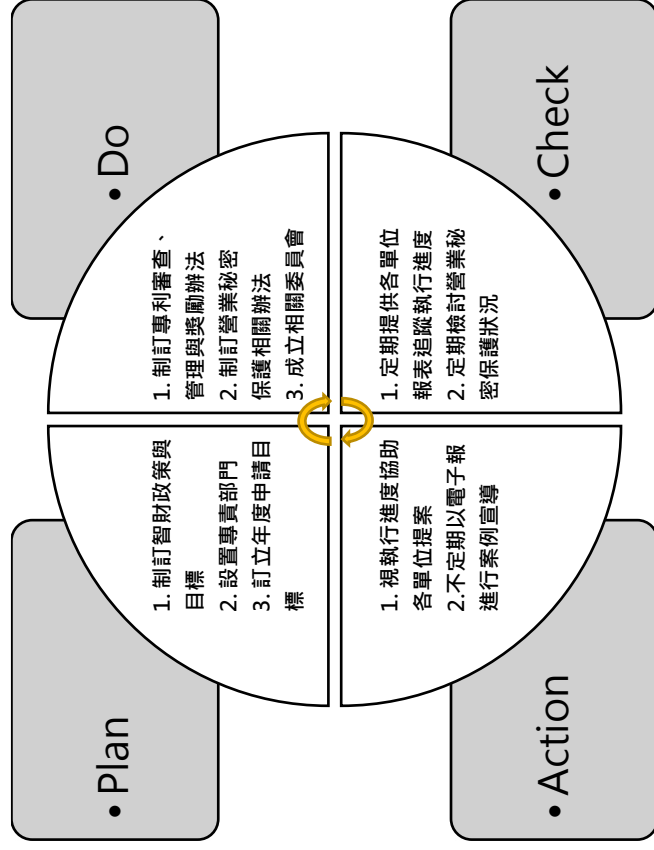 • Plan
1. 制訂智財政策與
目標
2. 設置專責部門
3. 訂立年度申請目
標
• Do
1. 制訂專利審查、
管理與獎勵辦法
2. 制訂營業秘密
保護相關辦法
3. 成立相關委員會
• Check
1. 定期提供各單位
報表追蹤執行進度
2. 定期檢討營業秘
密保護狀況
• Action
1. 視執行進度協助
各單位提案
2.不定期以電子報
進行案例宣導